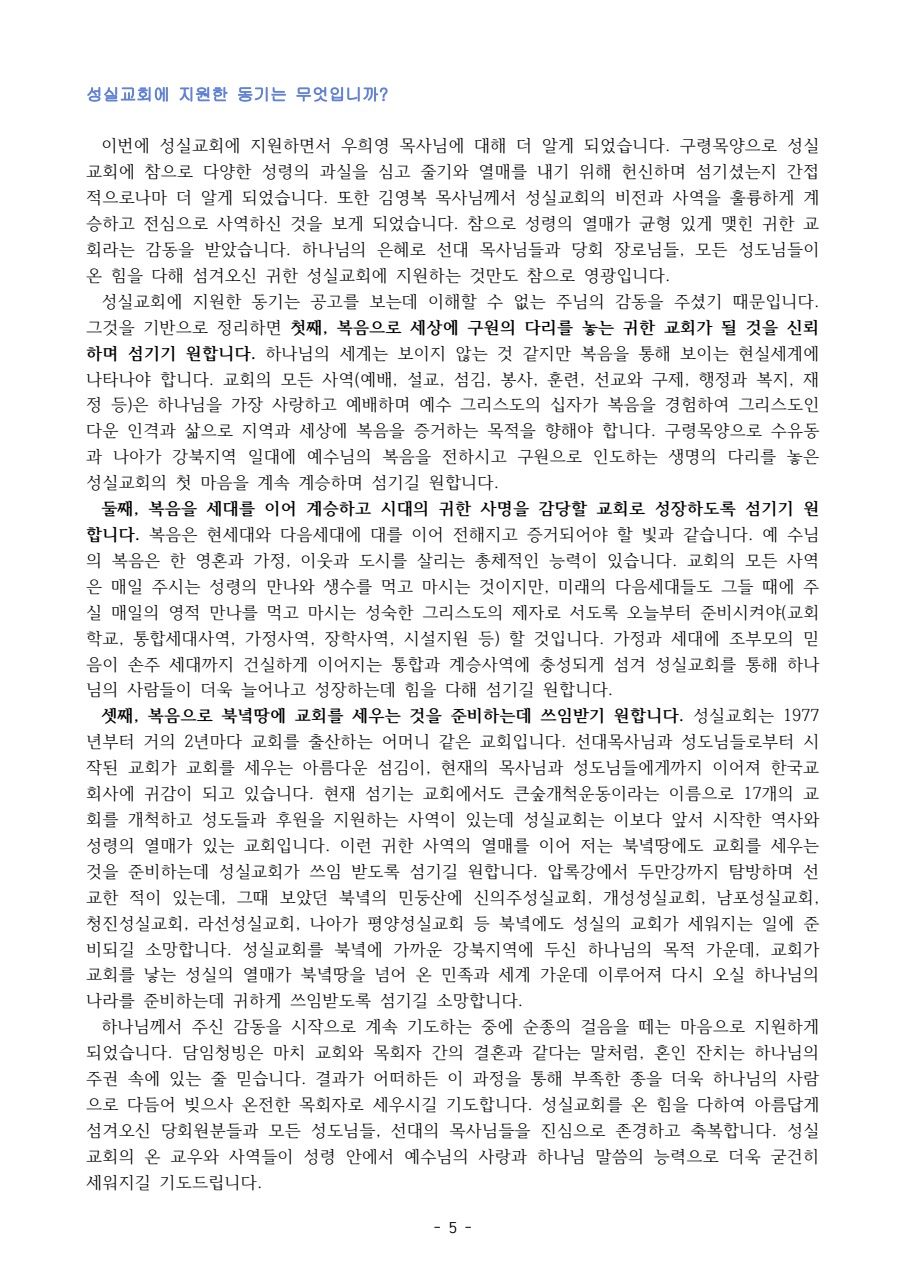 성실교회에 지원한 동기는 무엇입니까?
이번에 성실교회에 지원하면서 우희영 목사님에 대해 더 알게 되었습니다. 구령목양으로 성실
교회에 참으로 다양한 성령의 과실을 심고 줄기와 열매를 내기 위해 헌신하며 섬기셨는지 간접
적으로나마 더 알게 되었습니다. 또한 김영복 목사님께서 성실교회의 비전과 사역을 훌륭하게 계
승하고 전심으로 사역하신 것을 보게 되었습니다. 참으로 성령의 열매가 균형 있게 맺힌 귀한 교
회라는 감동을 받았습니다. 하나님의 은혜로 선대 목사님들과 당회 장로님들, 모든 성도님들이
온 힘을 다해 섬겨오신 귀한 성실교회에 지원하는 것만도 참으로 영광입니다.
성실교회에 지원한 동기는 공고를 보는데 이해할 수 없는 주님의 감동을 주셨기 때문입니다.
그것을 기반으로 정리하면 첫째, 복음으로 세상에 구원의 다리를 놓는 귀한 교회가 될 것을 신뢰
하며 섬기기 원합니다. 하나님의 세계는 보이지 않는 것 같지만 복음을 통해 보이는 현실세계에
나타나야 합니다. 교회의 모든 사역(예배, 설교, 섬김, 봉사, 훈련, 선교와 구제, 행정과 복지, 재
정 등)은 하나님을 가장 사랑하고 예배하며 예수 그리스도의 십자가 복음을 경험하여 그리스도인
다운 인격과 삶으로 지역과 세상에 복음을 증거하는 목적을 향해야 합니다. 구령목양으로 수유동
과 나아가 강북지역 일대에 예수님의 복음을 전하시고 구원으로 인도하는 생명의 다리를 놓은
성실교회의 첫 마음을 계속 계승하며 섬기길 원합니다.
둘째, 복음을 세대를 이어 계승하고 시대의 귀한 사명을 감당할 교회로 성장하도록 섬기기 원
합니다. 복음은 현세대와 다음세대에 대를 이어 전해지고 증거되어야 할 빛과 같습니다. 예 수님
의 복음은 한 영혼과 가정, 이웃과 도시를 살리는 총체적인 능력이 있습니다. 교회의 모든 사역
은 매일 주시는 성령의 만나와 생수를 먹고 마시는 것이지만, 미래의 다음세대들도 그들 때에 주
실 매일의 영적 만나를 먹고 마시는 성숙한 그리스도의 제자로 서도록 오늘부터 준비시켜야(교회
학교, 통합세대사역, 가정사역, 장학사역, 시설지원 등) 할 것입니다. 가정과 세대에 조부모의 믿
음이 손주 세대까지 건실하게 이어지는 통합과 계승사역에 충성되게 섬겨 성실교회를 통해 하나
님의 사람들이 더욱 늘어나고 성장하는데 힘을 다해 섬기길 원합니다.
셋째, 복음으로 북녘땅에 교회를 세우는 것을 준비하는데 쓰임받기 원합니다. 성실교회는 1977
년부터 거의 2년마다 교회를 출산하는 어머니 같은 교회입니다. 선대목사님과 성도님들로부터 시
작된 교회가 교회를 세우는 아름다운 섬김이, 현재의 목사님과 성도님들에게까지 이어져 한국교
회사에 귀감이 되고 있습니다. 현재 섬기는 교회에서도 큰숲개척운동이라는 이름으로 17개의 교
회를 개척하고 성도들과 후원을 지원하는 사역이 있는데 성실교회는 이보다 앞서 시작한 역사와
성령의 열매가 있는 교회입니다. 이런 귀한 사역의 열매를 이어 저는 북녘땅에도 교회를 세우는
것을 준비하는데 성실교회가 쓰임 받도록 섬기길 원합니다. 압록강에서 두만강까지 탐방하며 선
교한 적이 있는데, 그때 보았던 북녘의 민둥산에 신의주성실교회, 개성성실교회, 남포성실교회,
청진성실교회, 라선성실교회, 나아가 평양성실교회 등 북녘에도 성실의 교회가 세워지는 일에 준
비되길 소망합니다. 성실교회를 북녘에 가까운 강북지역에 두신 하나님의 목적 가운데, 교회가
교회를 낳는 성실의 열매가 북녘땅을 넘어 온 민족과 세계 가운데 이루어져 다시 오실 하나님의
나라를 준비하는데 귀하게 쓰임받도록 섬기길 소망합니다.
하나님께서 주신 감동을 시작으로 계속 기도하는 중에 순종의 걸음을 떼는 마음으로 지원하게
되었습니다. 담임청빙은 마치 교회와 목회자 간의 결혼과 같다는 말처럼, 혼인 잔치는 하나님의
주권 속에 있는 줄 믿습니다. 결과가 어떠하든 이 과정을 통해 부족한 종을 더욱 하나님의 사람
으로 다듬어 빚으사 온전한 목회자로 세우시길 기도합니다. 성실교회를 온 힘을 다하여 아름답게
섬겨오신 당회원분들과 모든 성도님들, 선대의 목사님들을 진심으로 존경하고 축복합니다. 성실
교회의 온 교우와 사역들이 성령 안에서 예수님의 사랑과 하나님 말씀의 능력으로 더욱 굳건히
세워지길 기도드립니다.
- 5 -